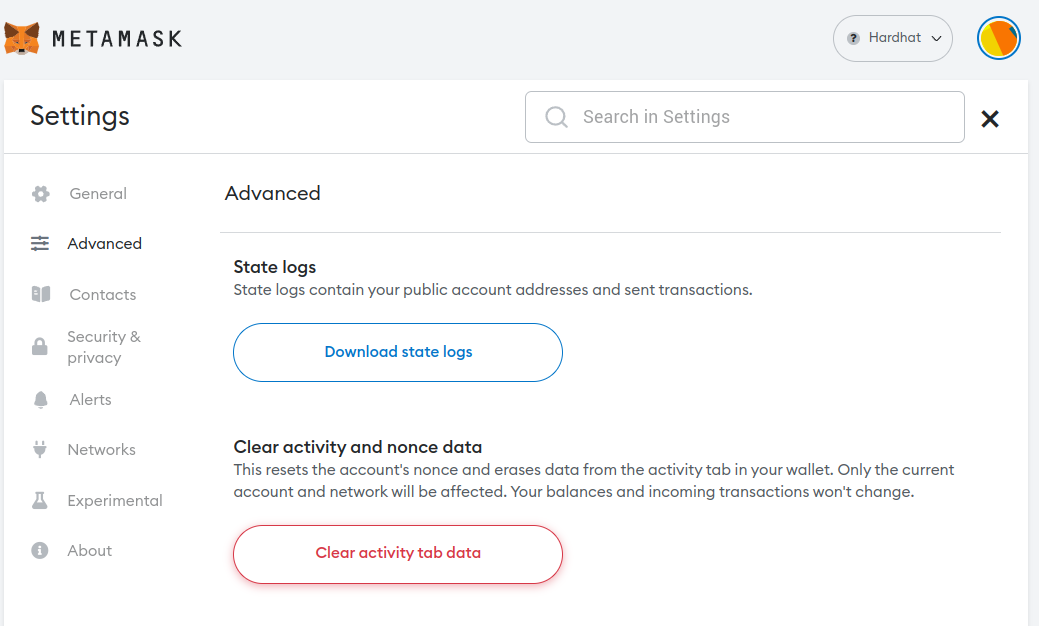 METAMASK
Hardhat
Settings
Search in Settings
General
Advanced
Contacts
Security &
privacy
Alerts
Networks
Experimental
About
Advanced
State logs
State logs contain your public account addresses and sent transactions.
Download state logs
Clear activity and nonce data
This resets the account's nonce and erases data from the activity tab in your wallet. Only the current
account and network will be affected. Your balances and incoming transactions won't change.
Clear activity tab data